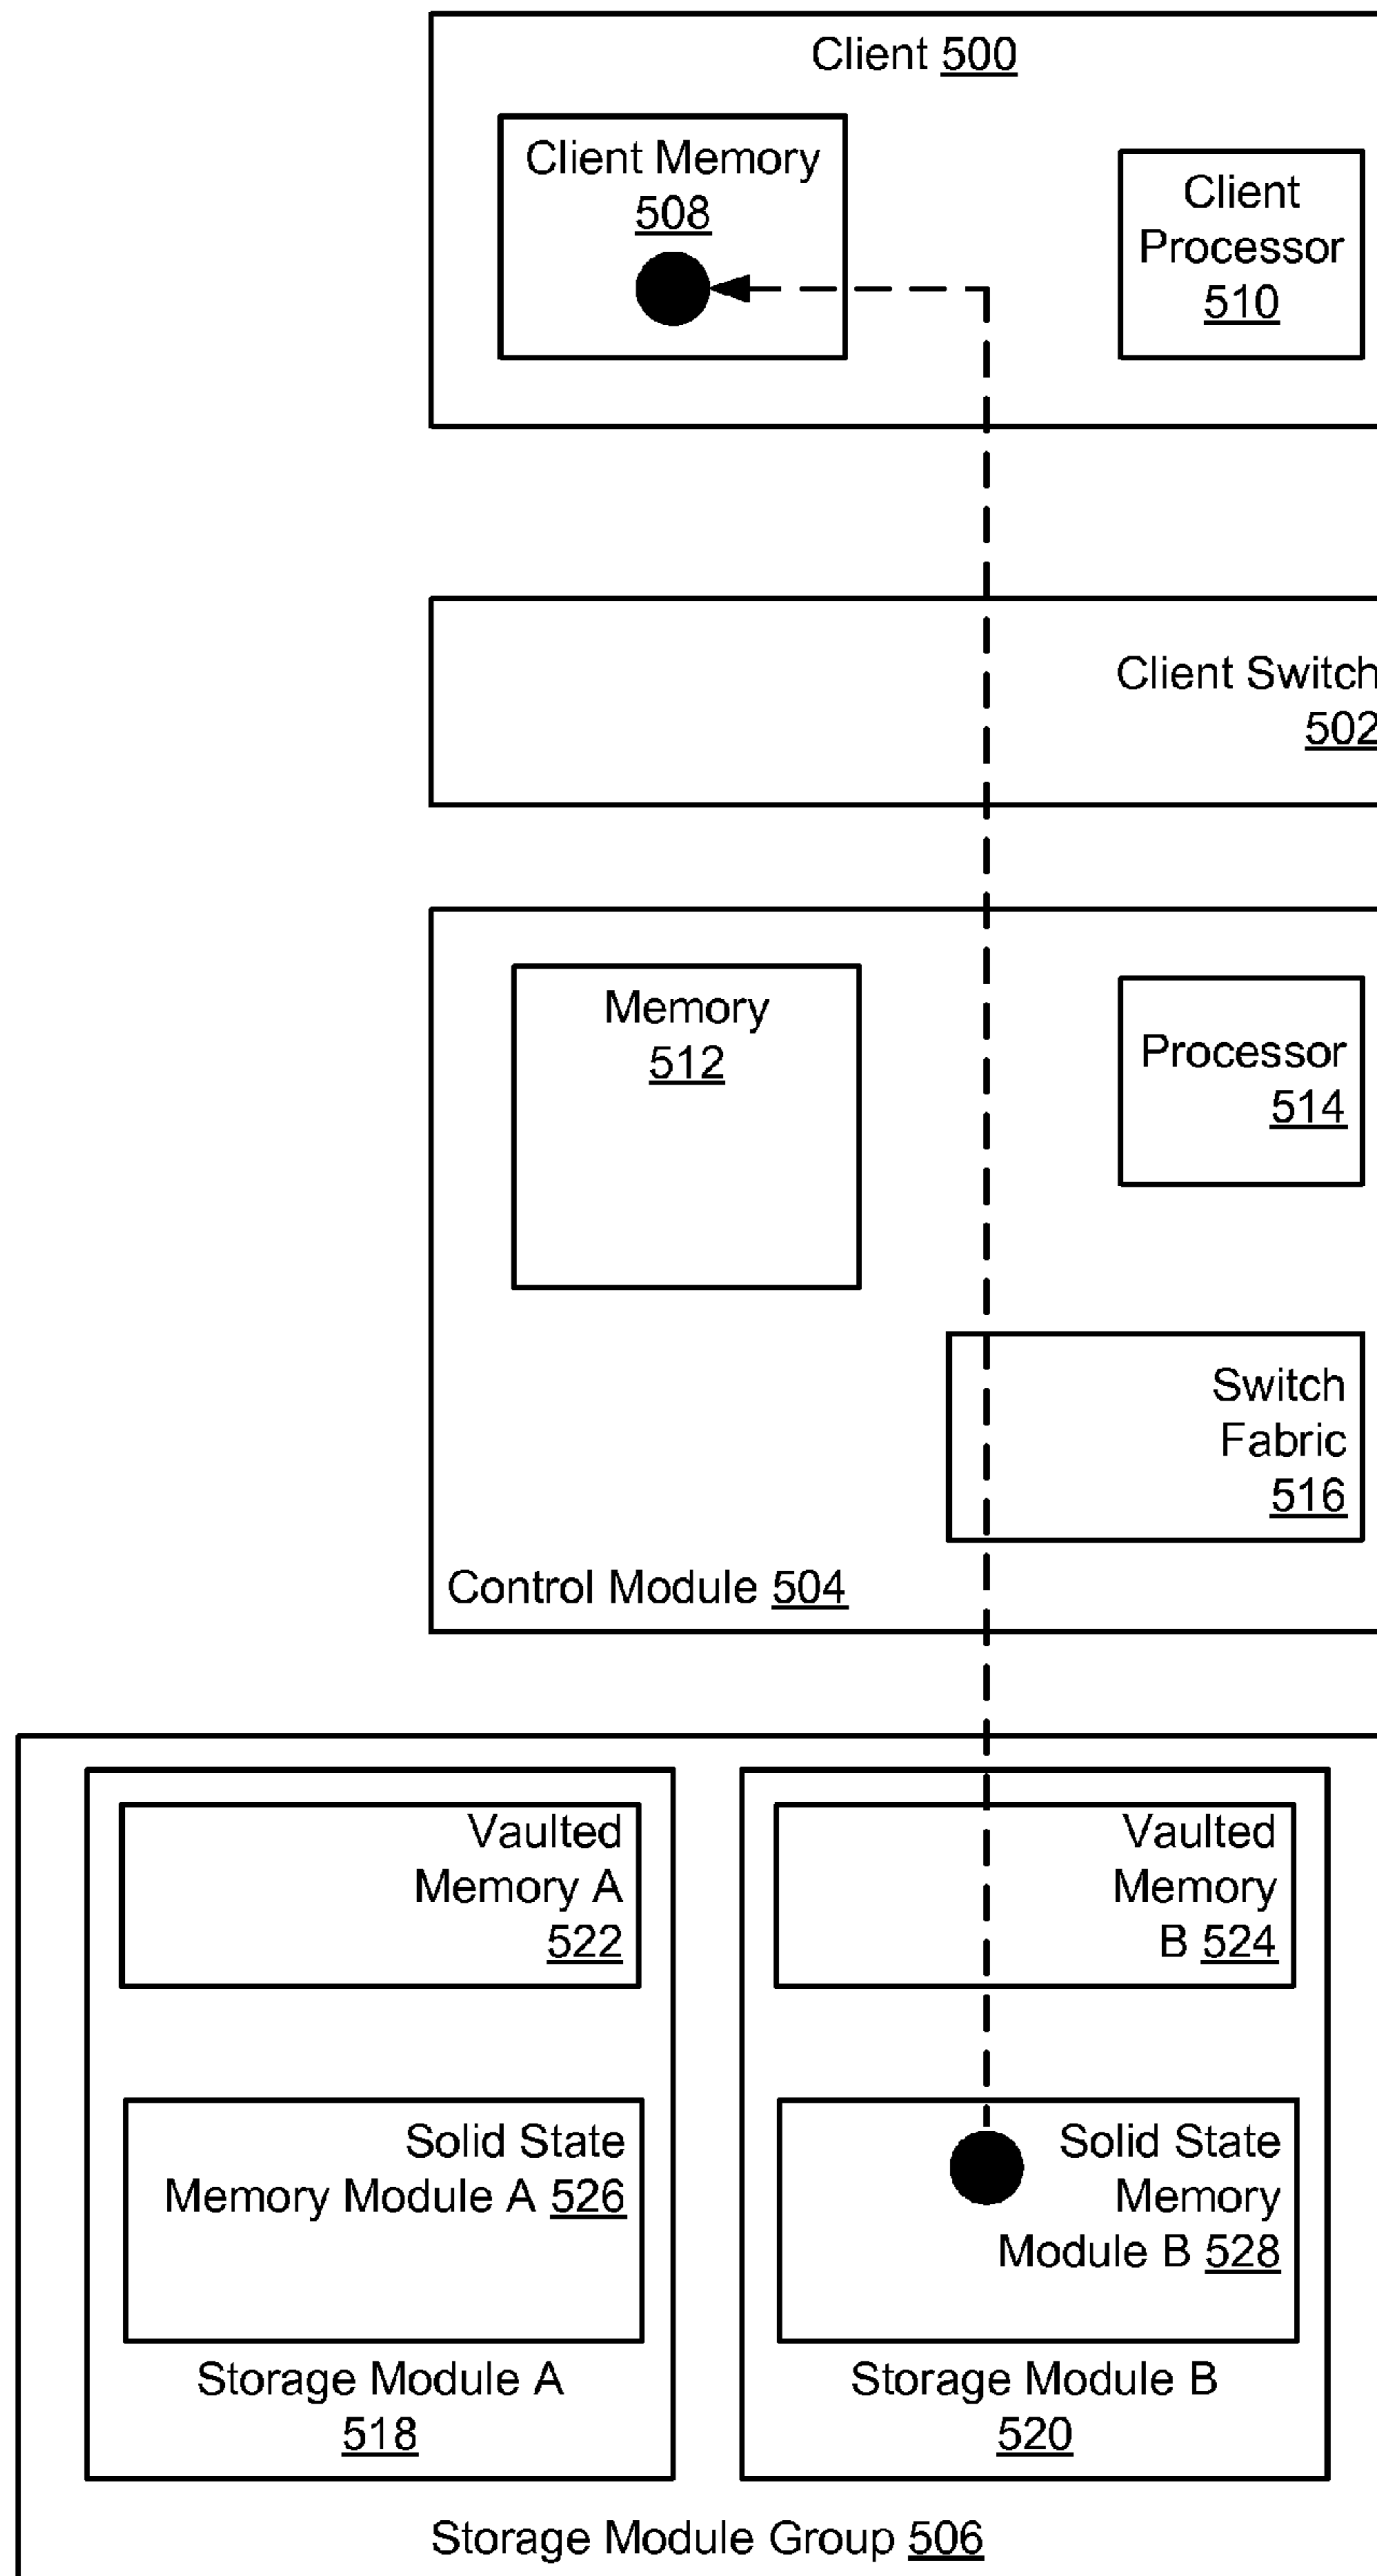 Client 500
Client Memory
508
Client
Processor
510
Client Switch
502
Memory
512
Processor
514
Switch
Fabric
516
Control Module 504
Vaulted
Memory A
522
Vaulted
Memory
B 524
Solid State
Memory Module A 526
Solid State
Memory
Module B 528
Storage Module A
518
Storage Module B
520
Storage Module Group 506